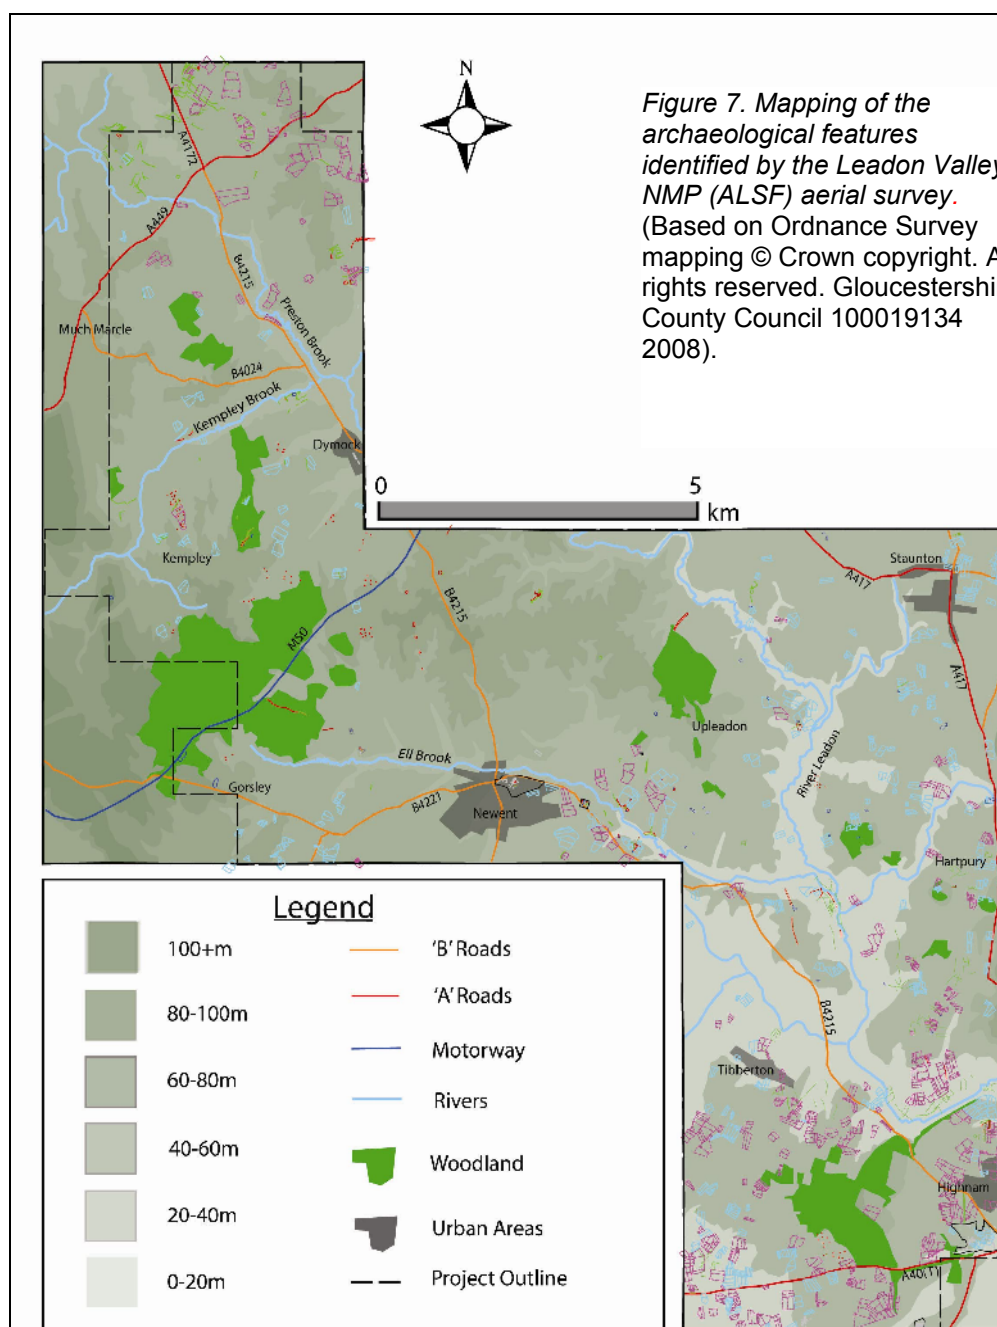 N
Figure 7. Mapping of the
archaeological features
identified by the Leadon Valley
NMP (ALSF) aerial survey.
(Based on Ordnance Survey
mapping © Crown copyright. A
rights reserved. Gloucestershi
County Council 100019134
2008).
A4172
A449
B4215
Preston Brook
Much Marcle
B4024
Kempley Brook
Dymock
0 5
km
Kempley
Staunton
A417
B4215
M50
A417
Upleadon
River Leadon
Ell Brook
Gorsley
B4221
Newent
Hartpury
B4215
Tibberton
Highnam
A40(T)
Legend
100+m
80-100m
60-80m
40-60m
20-40m
0-20m
'B' Roads
'A' Roads
Motorway
Rivers
Woodland
Urban Areas
Project Outline